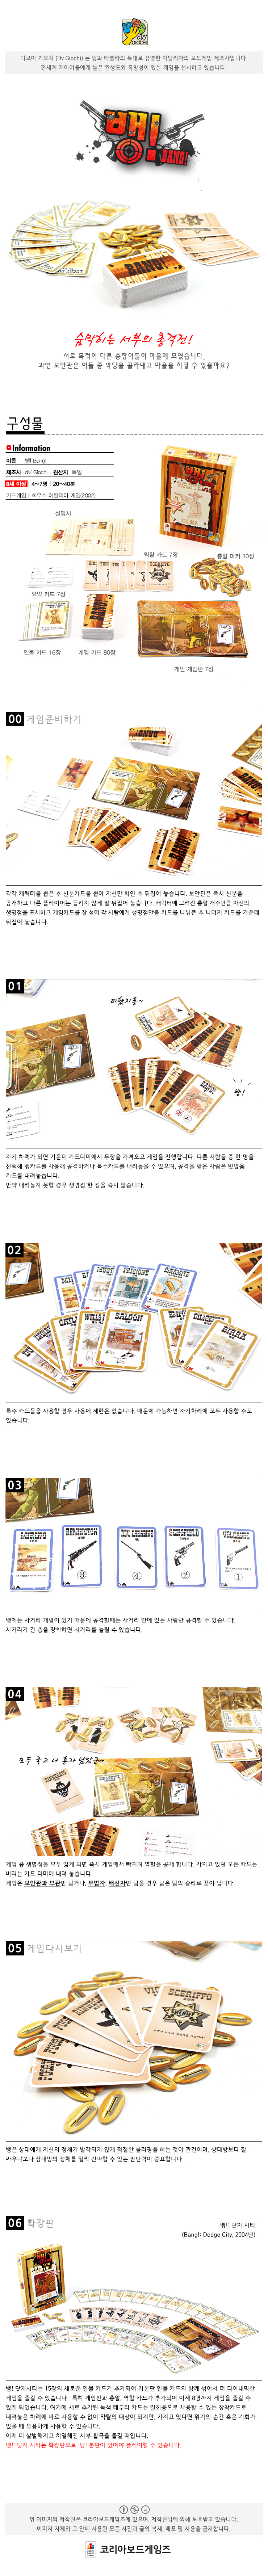 DV GIOCHI
디브이 기오치 (Dv Giochi) 는 뱅과 타불라의 늑대로 유명한 이탈리아의 보드게임 제조사입니다.
전세계 게이머들에게 높은 완성도와 독창성이 있는 게임을 선사하고 있습니다.
뱅!
BANG!
BANG!
숨막히는 서부의 총격전!
서로 목적이 다른 총잡이들이 마을에 모였습니다.
과연 보안관은 이들 중 악당을 골라내고 마을을 지킬 수 있을까요?
구성물
Information
이름 뱅! (bang)
제조사 dV Giochi | 원산지 독일
8세 이상 4~7명 | 20~40분
카드게임 | 최우수 이탈리아 게임(2002)
설명서
역할 카드 7장
총알 마커 30장
요약 카드 7장
인물 카드 16장
게임 카드 80장
개인 게임판 7장
00 게임준비하기
각각 캐릭터를 뽑은 후 신분카드를 뽑아 자신만 확인 후 뒤집어 놓습니다. 보안관은 즉시 신분을
공개하고 다른 플레이어는 들키지 않게 잘 뒤집어 놓습니다. 캐릭터에 그려진 총알 개수만큼 자신의
생명점을 표시하고 게임카드를 잘 섞어 각 사람에게 생명점만큼 카드를 나눠준 후 나머지 카드를 가운데
뒤집어 놓습니다.
01
피했지롱~
뱅!
자기 차례가 되면 가운데 카드더미에서 두장을 가져오고 게임을 진행합니다. 다른 사람들 중 한 명을
선택해 뱅카드를 사용해 공격하거나 특수카드를 내려놓을 수 있으며, 공격을 받은 사람은 빗맞음
카드를 내려놓습니다.
만약 내려놓지 못할 경우 생명점 한 점을 즉시 잃습니다.
02
SALOON
BIRRA
특수 카드들을 사용할 경우 사용에 제한은 없습니다. 때문에 가능하면 자기차례에 모두 사용할 수도
있습니다.
03
REMINGTON
REV. CARABINE
SCHOFIELD
VOLCANIC
③ ④ ② ①
뱅에는 사거리 개념이 있기 때문에 공격할때는 사거리 안에 있는 사람만 공격할 수 있습니다.
사거리가 긴 총을 장착하면 사거리를 늘릴 수 있습니다.
04
모두 죽고 나 혼자 남았군~
게임 중 생명점을 모두 잃게 되면 즉시 게임에서 빠지며 역할을 공개 합니다. 가지고 있던 모든 카드는
버리는 카드 더미에 내려 놓습니다.
게임은 보안관과 부관만 남거나, 무법자, 배신자만 남을 경우 남은 팀의 승리로 끝이 납니다.
05 게임다시보기
SCERIFFO
뱅은 상대에게 자신의 정체가 발각되지 않게 적절한 블러핑을 하는 것이 관건이며, 상대방보다 잘
싸우나보다 상대방의 정체를 일찍 간파할 수 있는 판단력이 중요합니다.
06 확장판
뱅!: 닷지 시티
(Bang!: Dodge City, 2004년)
뱅! 닷지시티는 15장의 새로운 인물 카드가 추가되어 기본판 인물 카드와 함께 섞어서 더 다이내믹한
게임을 즐길 수 있습니다. 특히 게임판과 총알, 역할 카드가 추가되어 이제 8명까지 게임을 즐길 수
있게 되었습니다. 여기에 새로 추가된 녹색 테두리 카드는 일회용으로 사용할 수 있는 장착카드로
내려놓은 차례에 바로 사용할 수 없어 약탈의 대상이 되지만, 가지고 있다면 위기의 순간 혹은 기회가
있을 때 유용하게 사용할 수 있습니다.
이제 더 살벌해지고 치열해진 서부 활극을 즐길 때입니다.
뱅!: 닷지 시티는 확장판으로, 뱅! 본판이 있어야 플레이할 수 있습니다.
위 이미지의 저작권은 코리아보드게임즈에 있으며, 저작권법에 의해 보호받고 있습니다.
이미지 자체와 그 안에 사용된 모든 사진과 글의 복제, 배포 및 사용을 금지합니다.
코리아보드게임즈